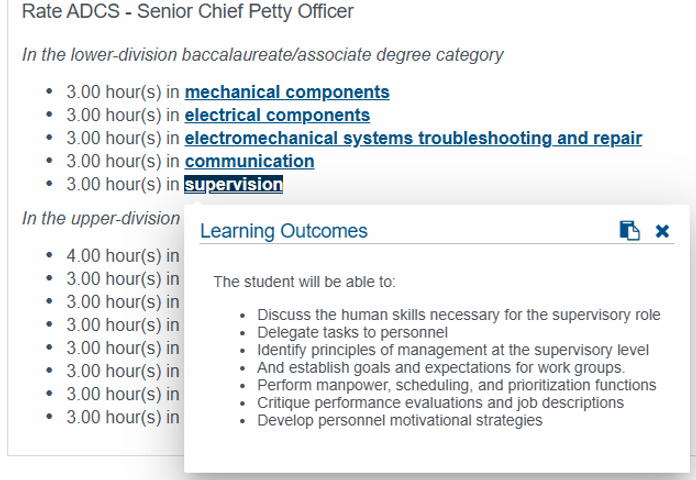 Rate ADCS - Senior Chief Petty Officer
In the lower-division baccalaureate/associate degree category
• 3.00 hour(s) in mechanical components
• 3.00 hour(s) in electrical components
• 3.00 hour(s) in electromechanical systems troubleshooting and repair
• 3.00 hour(s) in communication
• 3.00 hour(s) in supervision
In the upper-division
• 4.00 hour(s) in
• 3.00 hour(s) in
• 3.00 hour(s) in
• 3.00 hour(s) in
• 3.00 hour(s) in
• 3.00 hour(s) in
• 3.00 hour(s) in
• 3.00 hour(s) in
Learning Outcomes
The student will be able to:
• Discuss the human skills necessary for the supervisory role
• Delegate tasks to personnel
• Identify principles of management at the supervisory level
• And establish goals and expectations for work groups.
• Perform manpower, scheduling, and prioritization functions
• Critique performance evaluations and job descriptions
• Develop personnel motivational strategies